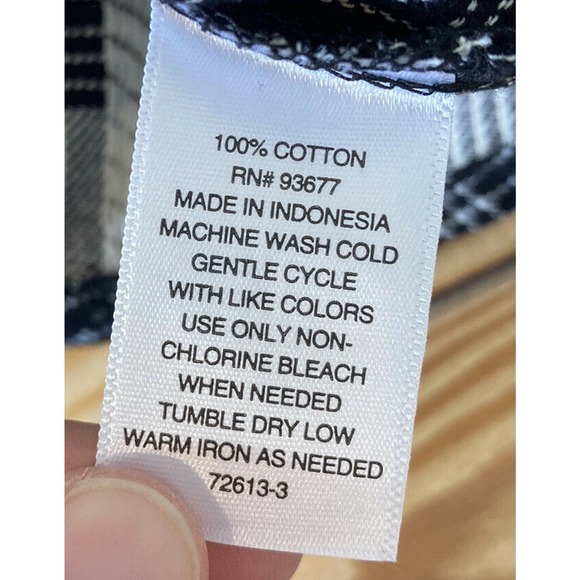 100% COTTON
RN# 93677
MADE IN INDONESIA
MACHINE WASH COLD
GENTLE CYCLE
WITH LIKE COLORS
USE ONLY NON-
CHLORINE BLEACH
WHEN NEEDED
TUMBLE DRY LOW
WARM IRON AS NEEDED
72613-3